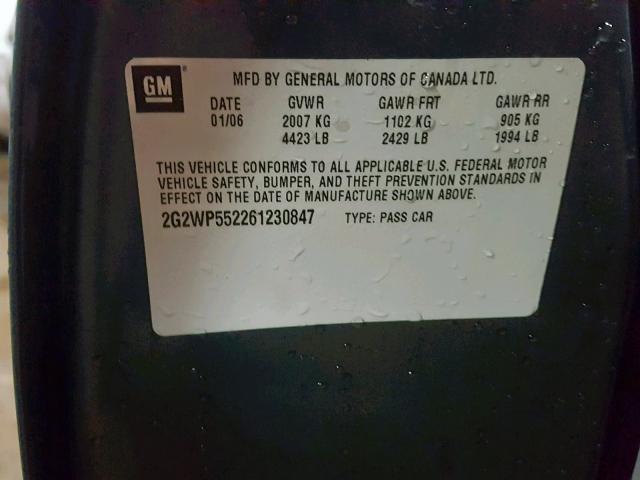 GM ® MFD BY GENERAL MOTORS OF CANADA LTD.
DATE GVWR GAWR FRT GAWR RR
01/06 2007 KG 1102 KG 905 KG
4423 LB 2429 LB 1994 LB
THIS VEHICLE CONFORMS TO ALL APPLICABLE U.S. FEDERAL MOTOR
VEHICLE SAFETY, BUMPER, AND THEFT PREVENTION STANDARDS IN
EFFECT ON THE DATE OF MANUFACTURE SHOWN ABOVE.
2G2WP552261230847 TYPE: PASS CAR